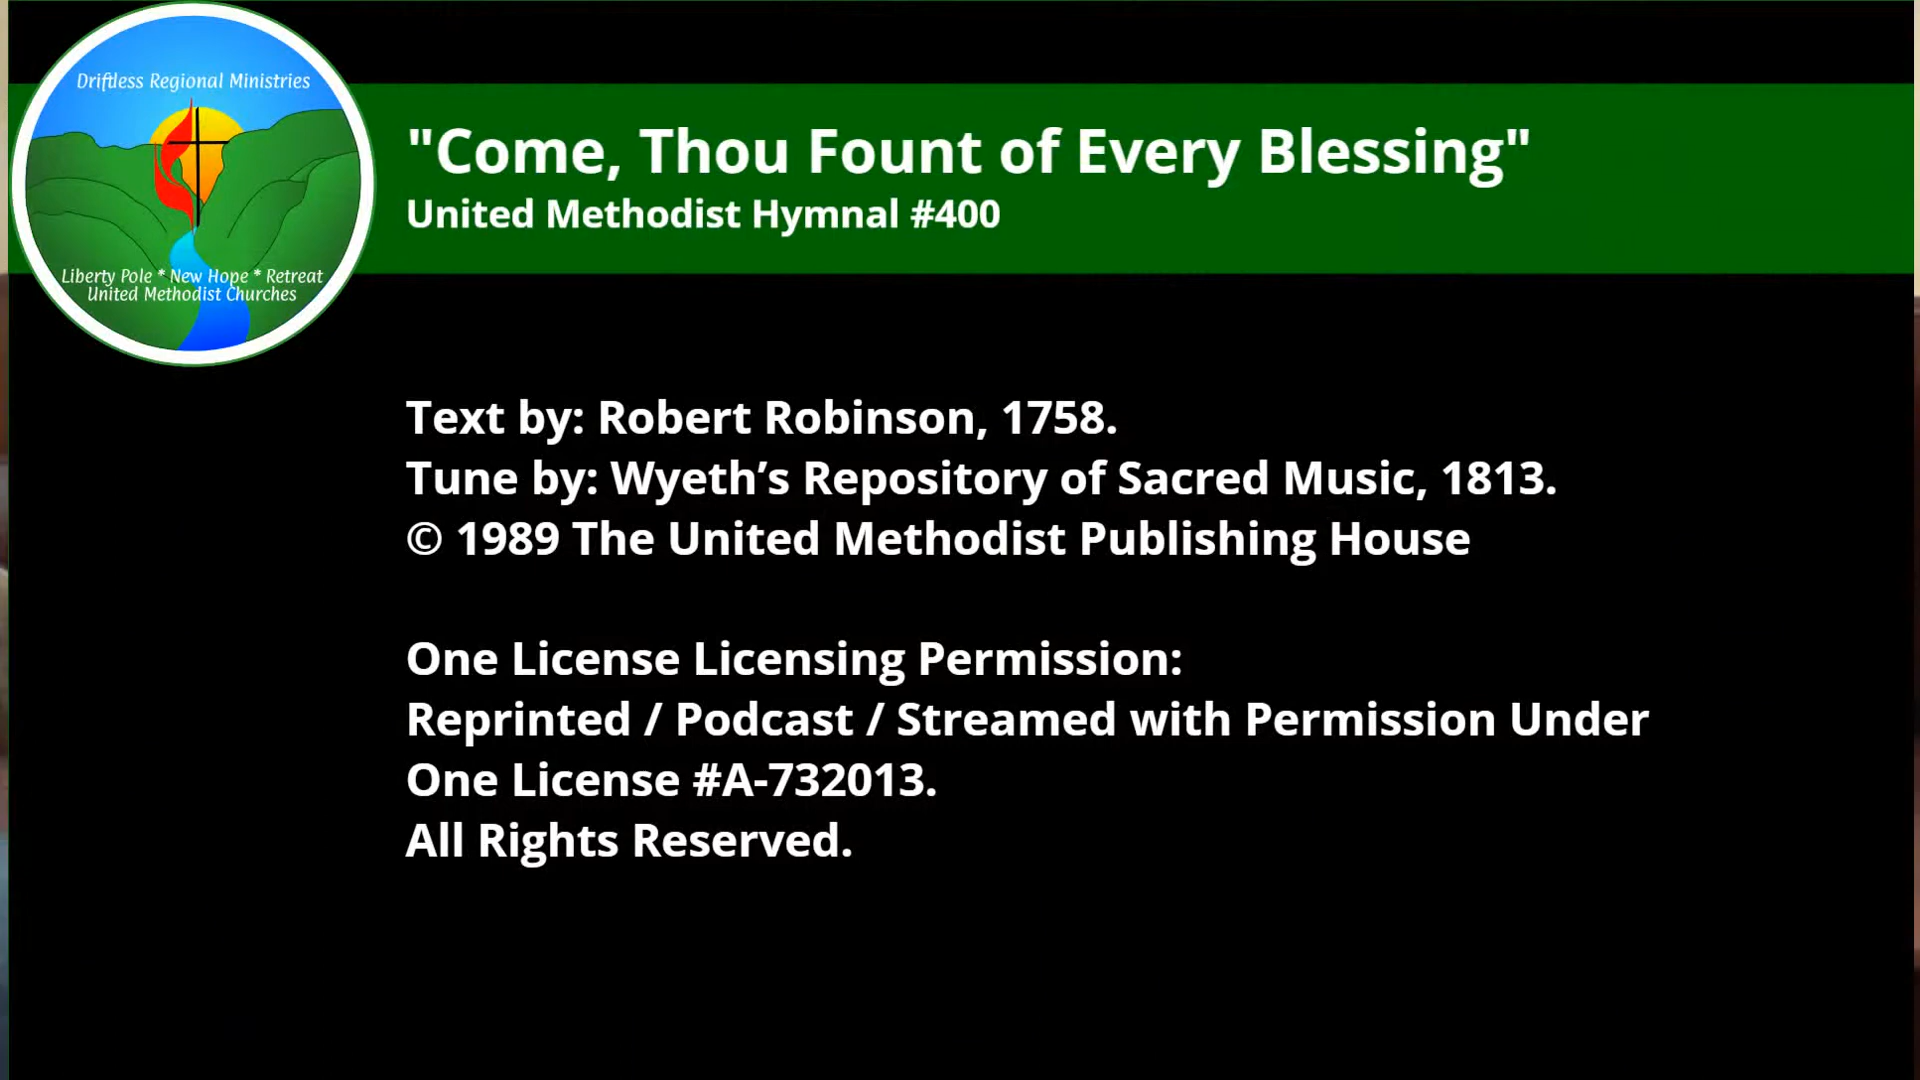 Driftless Regional Ministries
Liberty Pole * New Hope * Retreat
United Methodist Churches
"Come, Thou Fount of Every Blessing"
United Methodist Hymnal #400
Text by: Robert Robinson, 1758.
Tune by: Wyeth’s Repository of Sacred Music, 1813.
© 1989 The United Methodist Publishing House
One License Licensing Permission:
Reprinted / Podcast / Streamed with Permission Under
One License #A-732013.
All Rights Reserved.